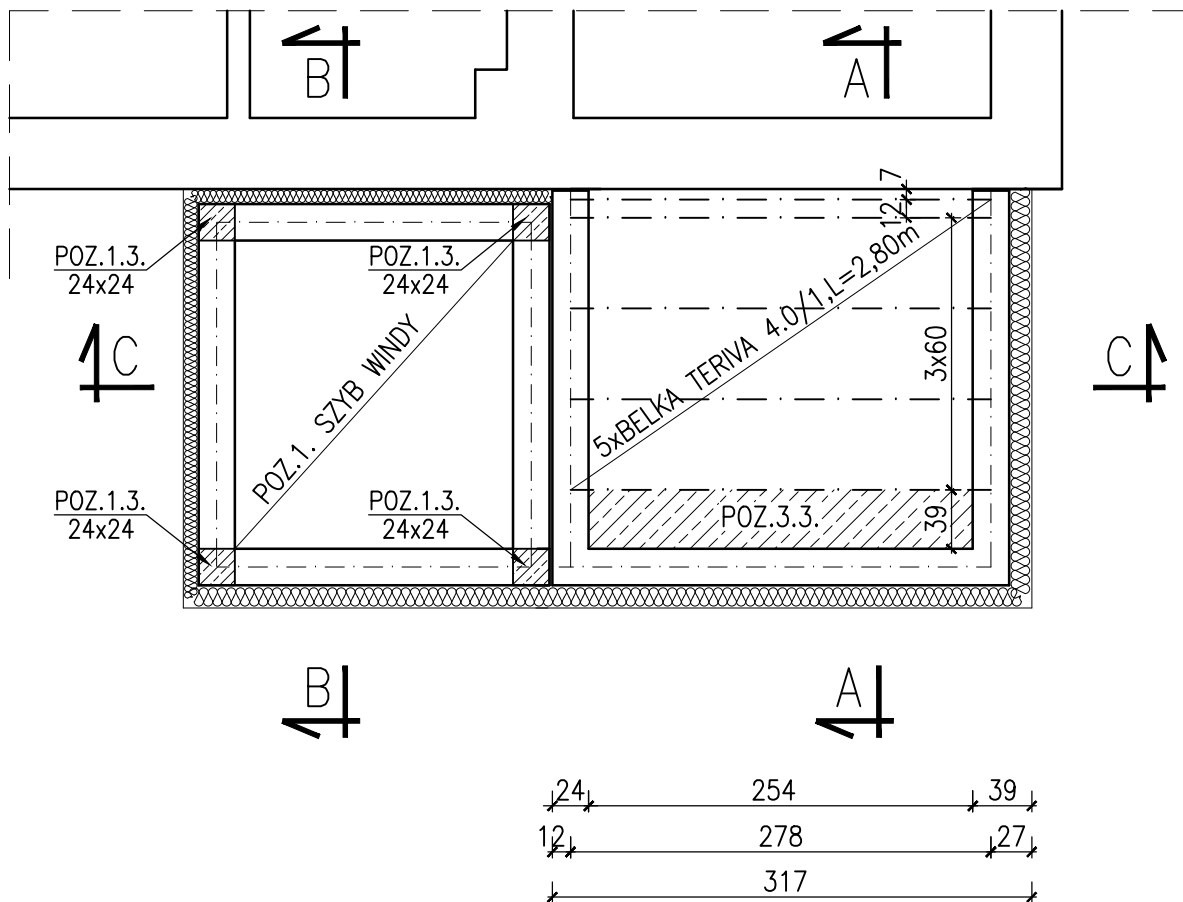 B
A
7
12
POZ.1.3.
24x24
POZ.1.3.
24x24
C
POZ.1. SZYB WINDY
5xBELKA TERIVA 4.0/1,L=2,80m
3x60
C
POZ.1.3.
24x24
POZ.1.3.
24x24
POZ.3.3.
39
B
A
24 254 39
12 278 27
317